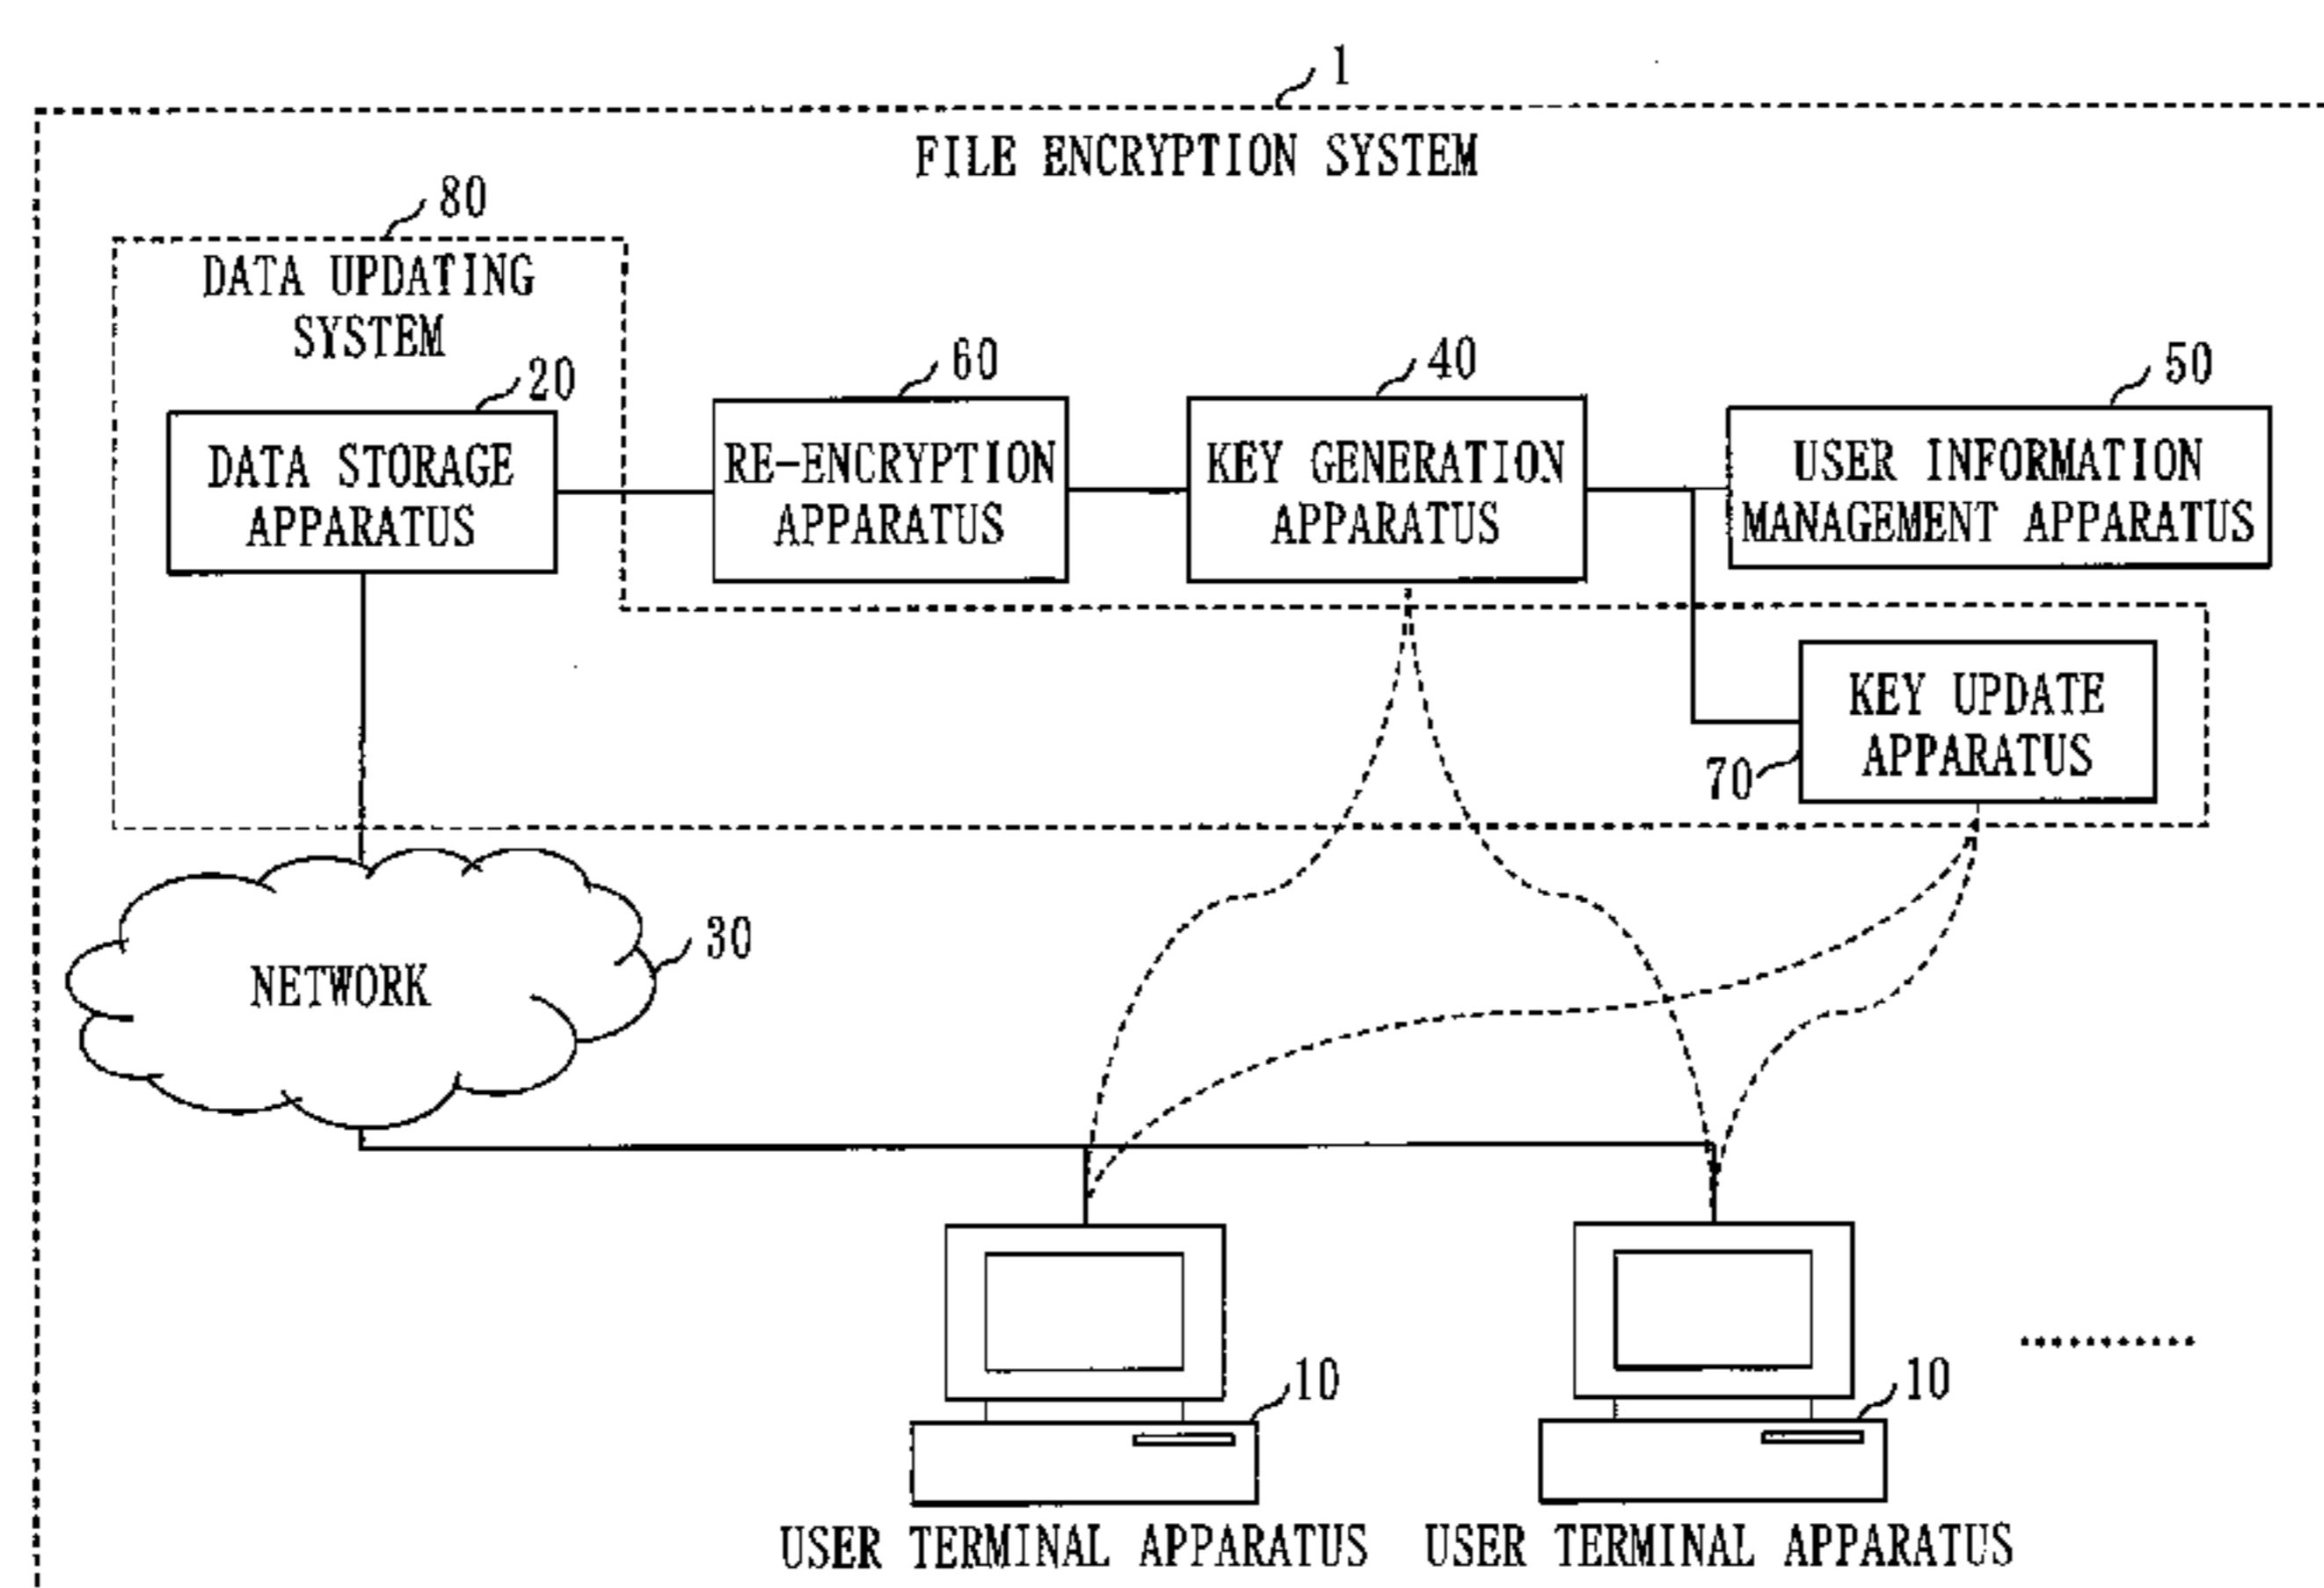 1
FILE ENCRYPTION SYSTEM
80
DATA UPDATING
SYSTEM
20
DATA STORAGE
APPARATUS
60
RE-ENCRYPTION
APPARATUS
40
KEY GENERATION
APPARATUS
50
USER INFORMATION
MANAGEMENT APPARATUS
KEY UPDATE
APPARATUS
70
NETWORK
30
10
10
USER TERMINAL APPARATUS
USER TERMINAL APPARATUS